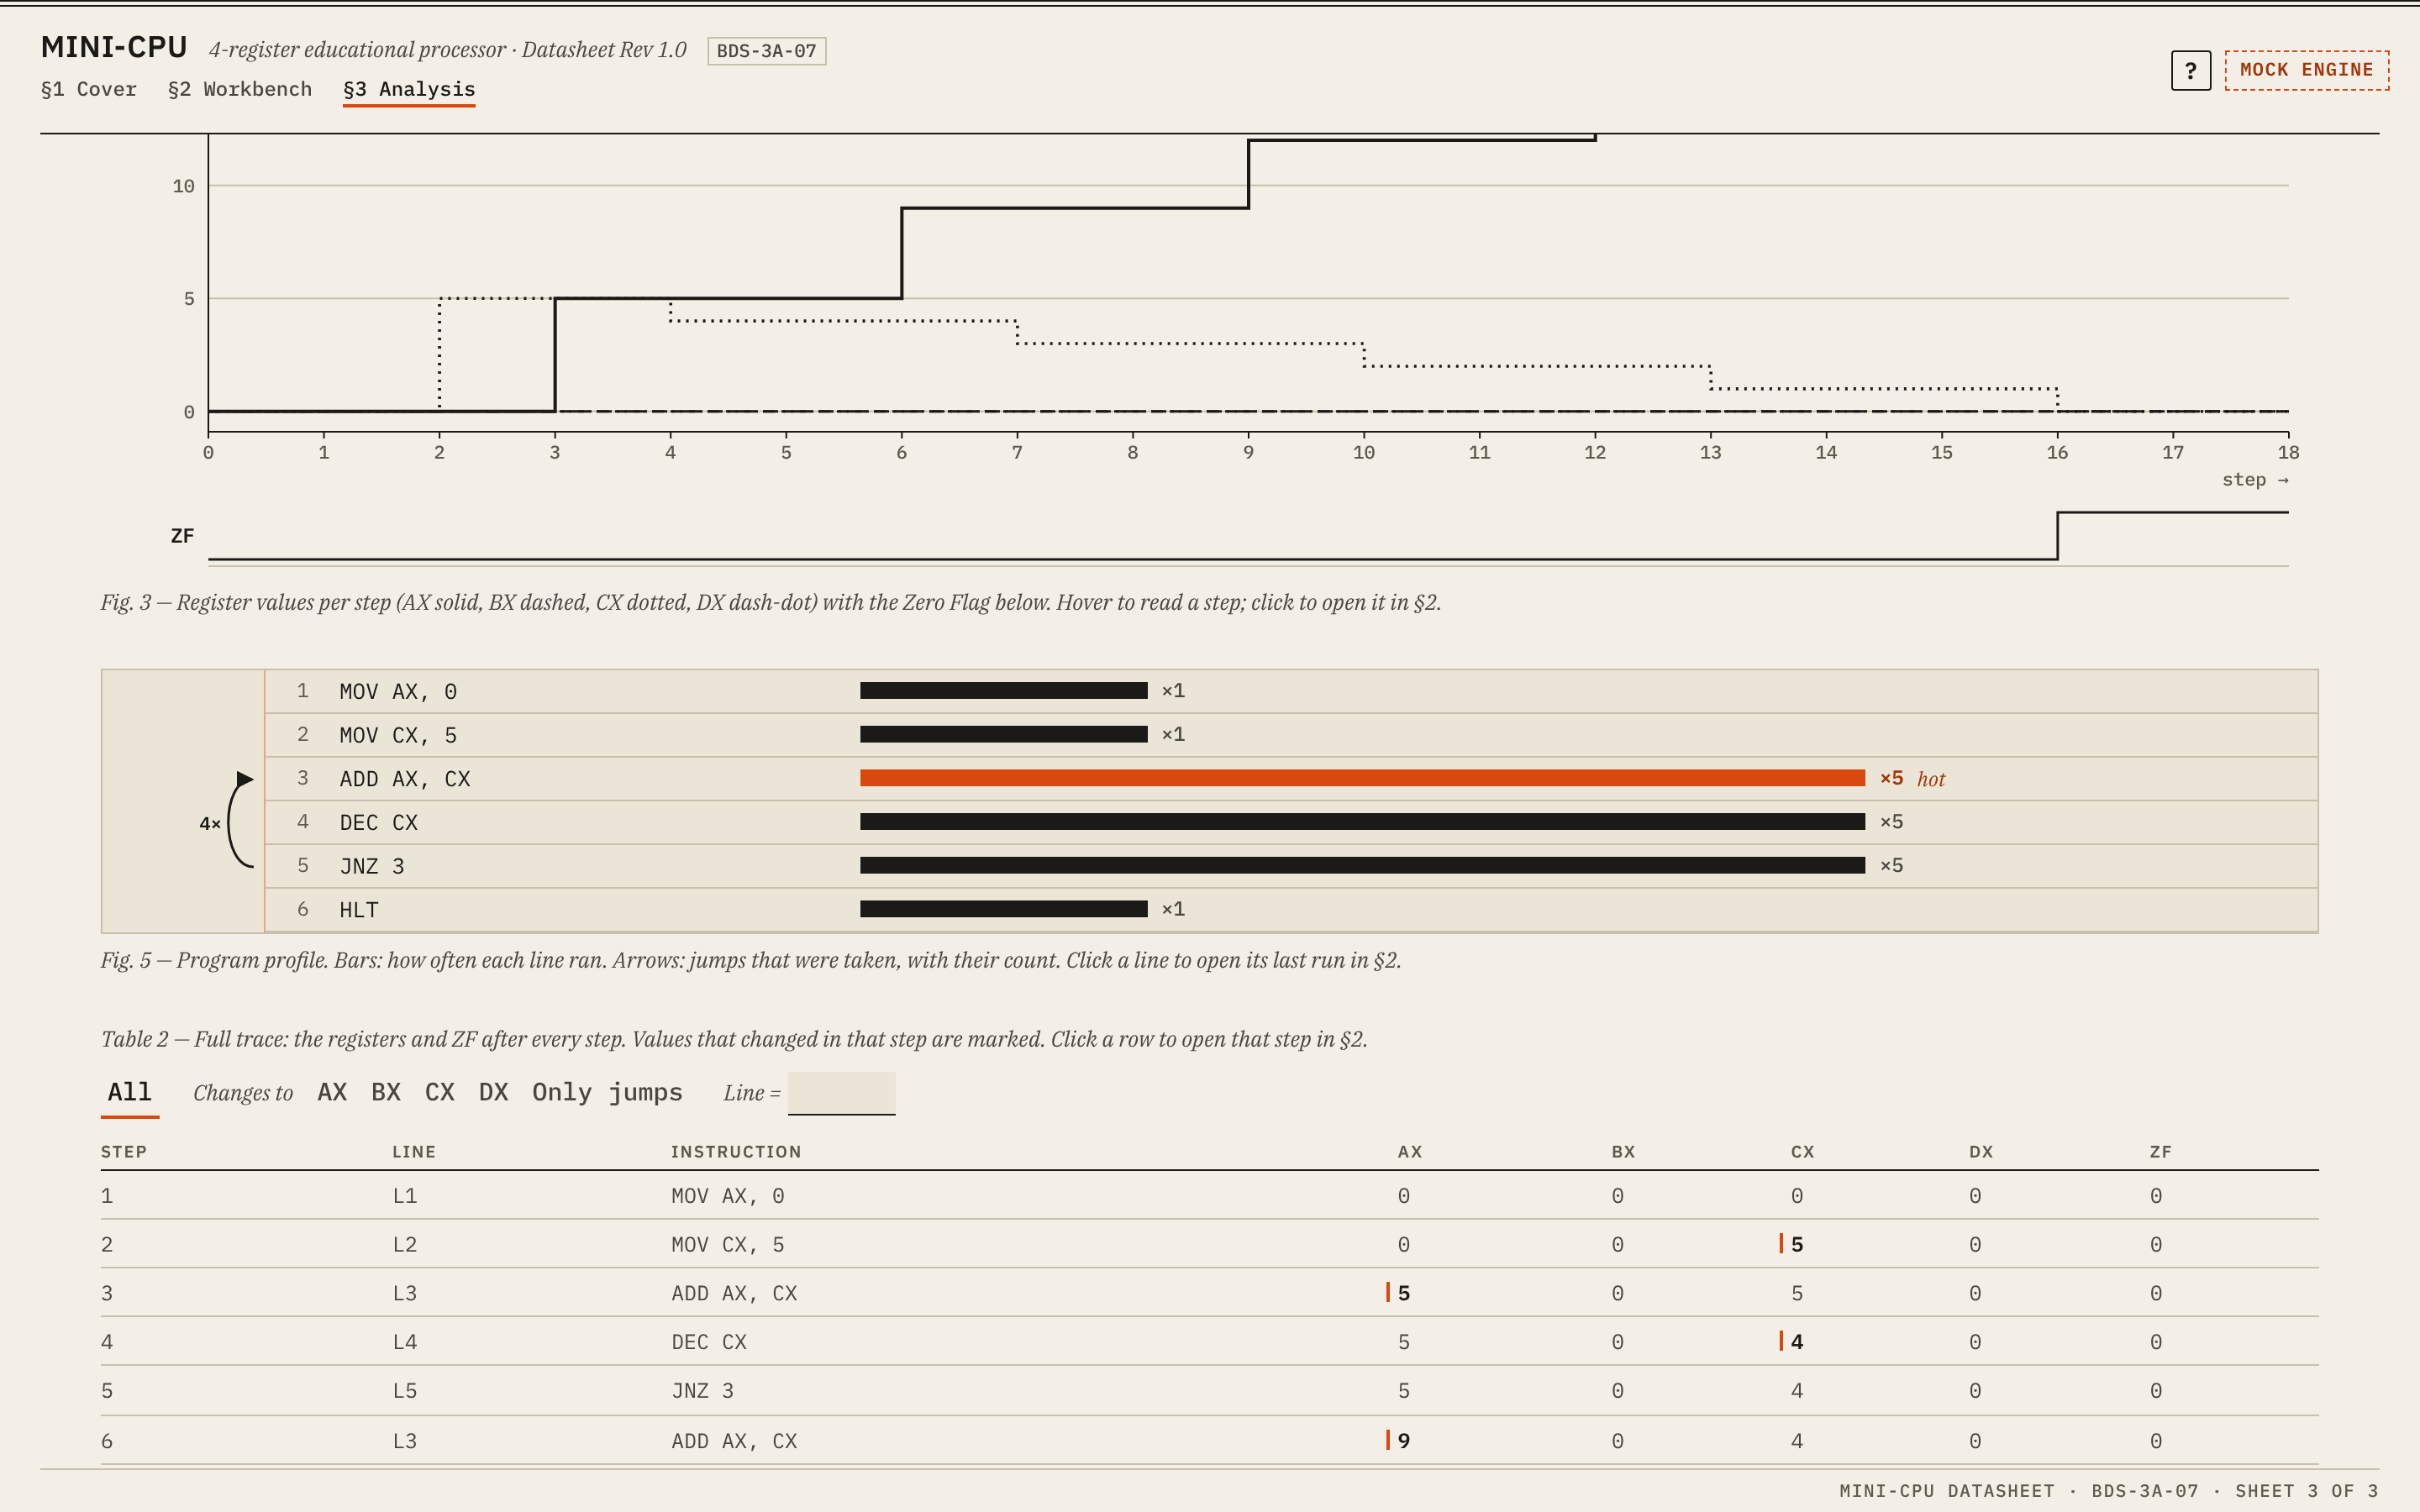 MINI-CPU 4-register educational processor · Datasheet Rev 1.0 BDS-3A-07
? MOCK ENGINE
§1 Cover §2 Workbench §3 Analysis
10
5
0
0 1 2 3 4 5 6 7 8 9 10 11 12 13 14 15 16 17 18
step →
ZF
Fig. 3 — Register values per step (AX solid, BX dashed, CX dotted, DX dash-dot) with the Zero Flag below. Hover to read a step; click to open it in §2.
1 MOV AX, 0 ×1
2 MOV CX, 5 ×1
3 ADD AX, CX ×5 hot
4× 4 DEC CX ×5
5 JNZ 3 ×5
6 HLT ×1
Fig. 5 — Program profile. Bars: how often each line ran. Arrows: jumps that were taken, with their count. Click a line to open its last run in §2.
Table 2 — Full trace: the registers and ZF after every step. Values that changed in that step are marked. Click a row to open that step in §2.
All Changes to AX BX CX DX Only jumps Line =
STEP LINE INSTRUCTION AX BX CX DX ZF
1 L1 MOV AX, 0 0 0 0 0 0
2 L2 MOV CX, 5 0 0 5 0 0
3 L3 ADD AX, CX 5 0 5 0 0
4 L4 DEC CX 5 0 4 0 0
5 L5 JNZ 3 5 0 4 0 0
6 L3 ADD AX, CX 9 0 4 0 0
MINI-CPU DATASHEET · BDS-3A-07 · SHEET 3 OF 3